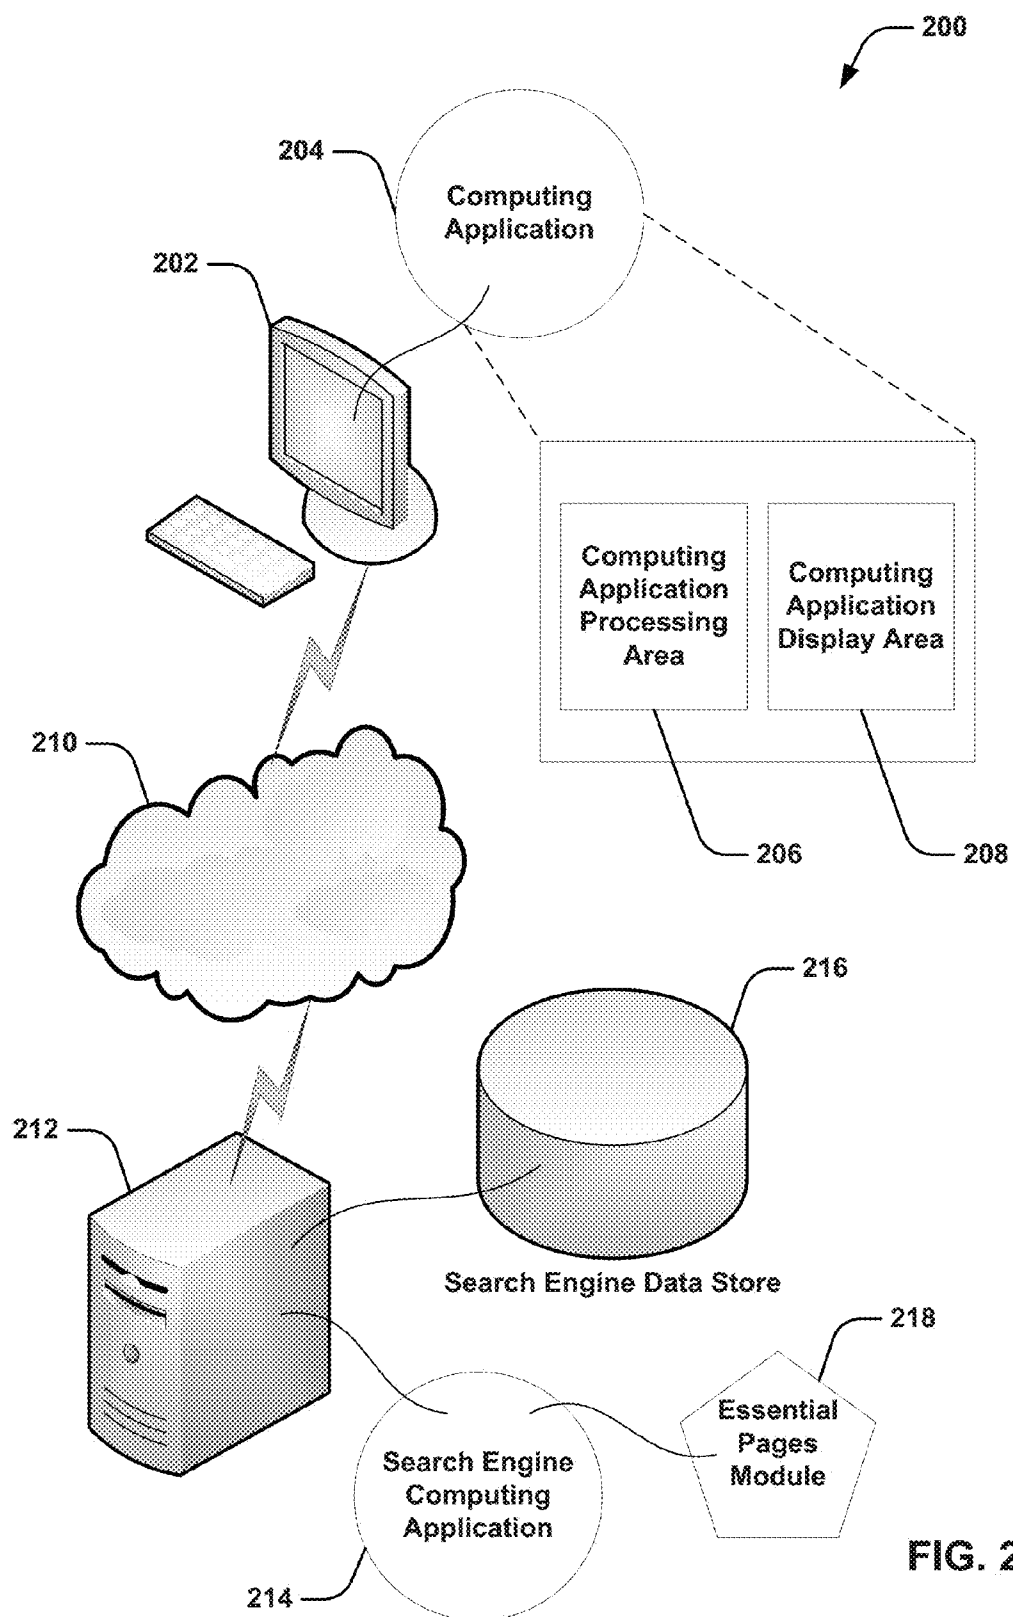 200
204
Computing
Application
202
Computing
Application
Processing
Area
Computing
Application
Display Area
210
206
208
216
212
Search Engine Data Store
218
Essential
Pages
Module
Search Engine
Computing
Application
214
FIG. 2